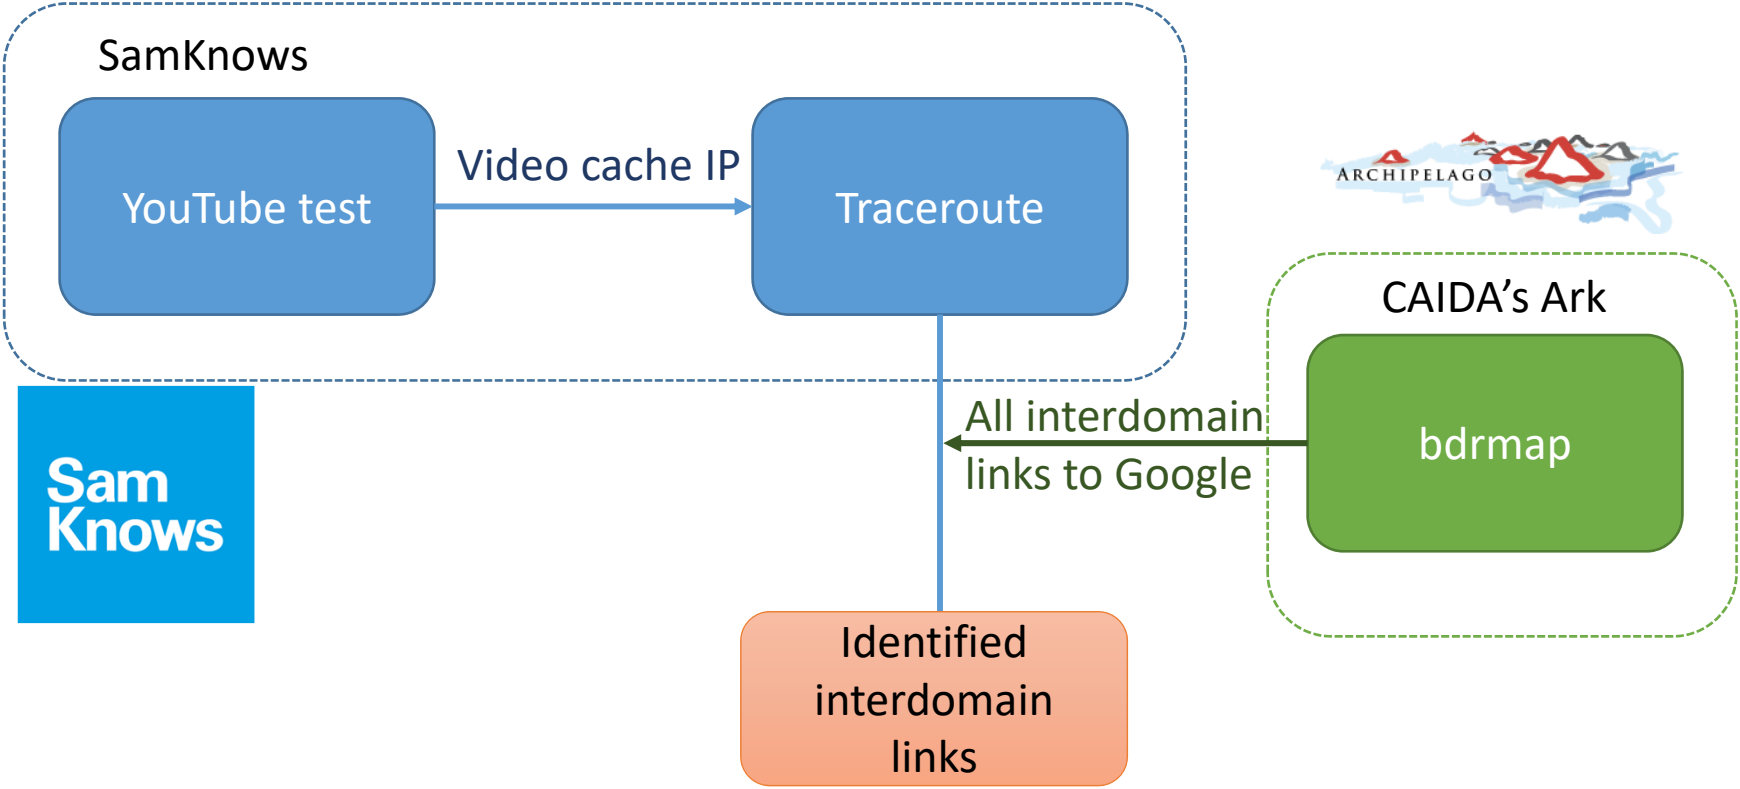 SamKnows
YouTube test
Video cache IP
Traceroute
ARCHIPELAGO
CAIDA’s Ark
bdrmap
All interdomain
links to Google
Sam
Knows
Identified
interdomain
links